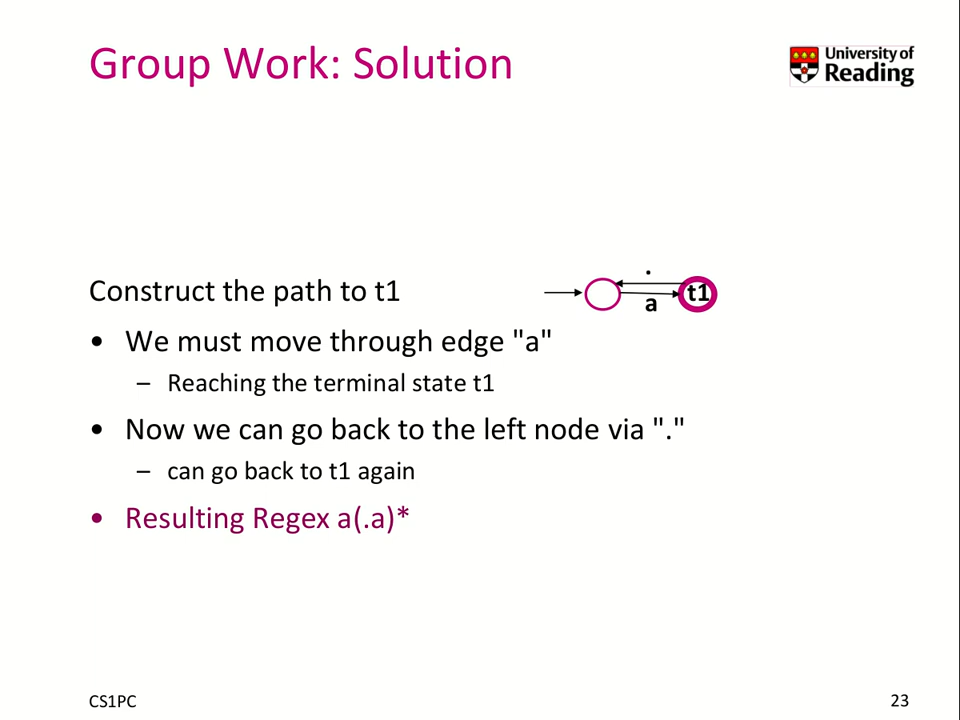 Group Work: Solution
University of
Reading
.
Construct the path to t1
t1
a
• We must move through edge "a"
– Reaching the terminal state t1
• Now we can go back to the left node via "."
– can go back to t1 again
• Resulting Regex a(.a)*
CS1PC
23